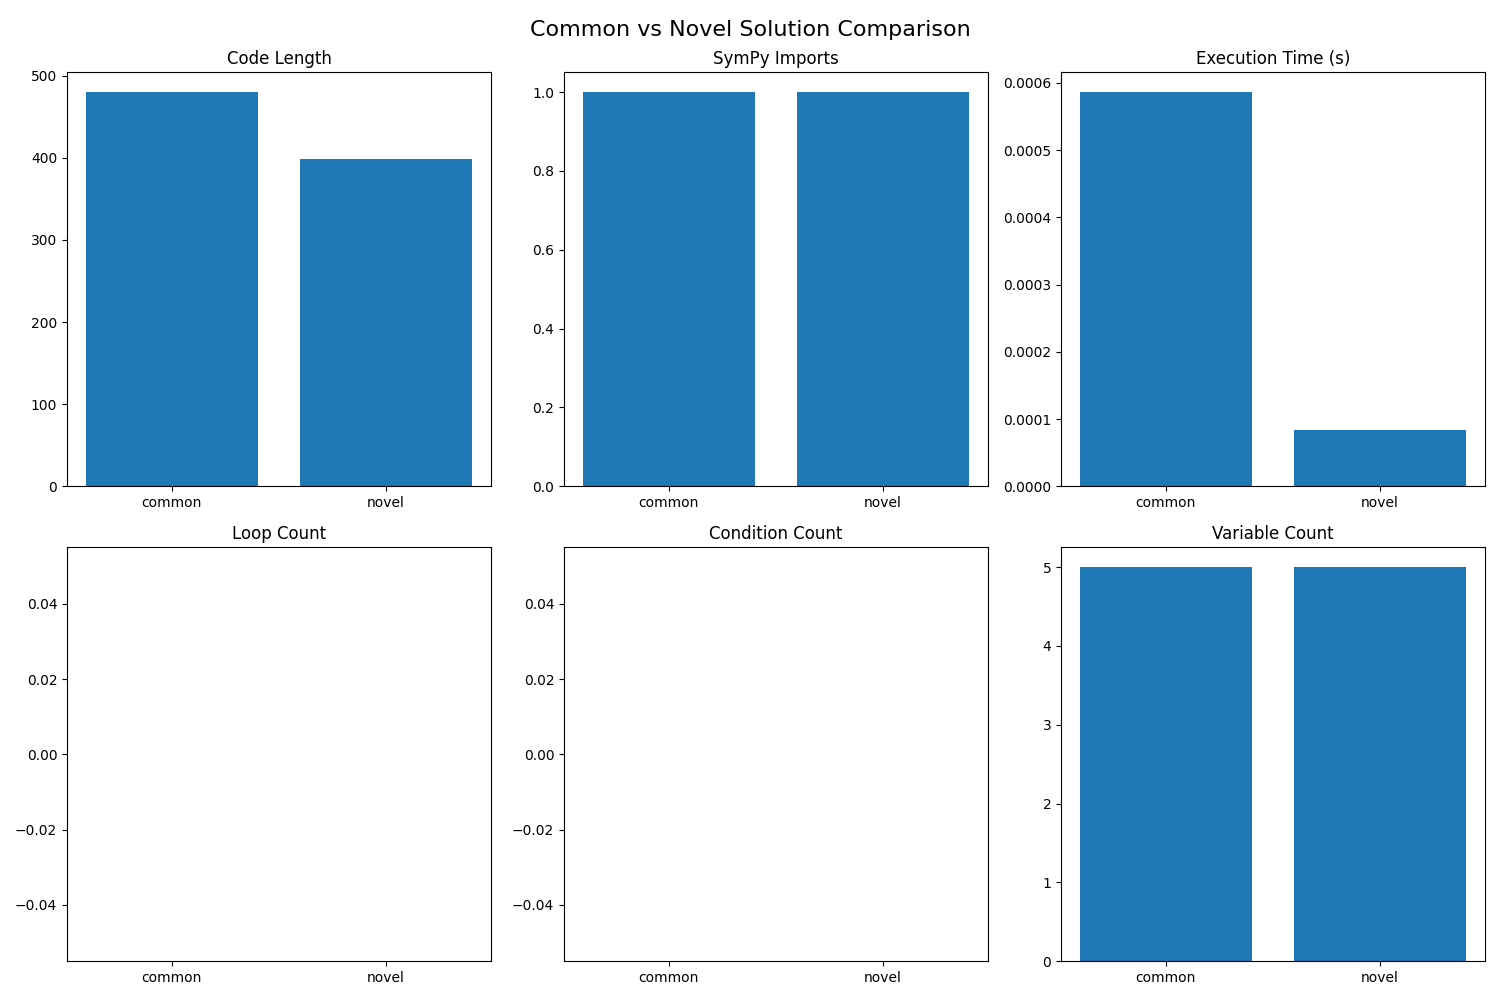 Common vs Novel Solution Comparison
Code Length
500
400
300
200
100
0
common novel
SymPy Imports
1.0
0.8
0.6
0.4
0.2
0.0
common novel
Execution Time (s)
0.0006
0.0005
0.0004
0.0003
0.0002
0.0001
0.0000
common novel
Loop Count
0.04
0.02
0.00
−0.02
−0.04
common novel
Condition Count
0.04
0.02
0.00
−0.02
−0.04
common novel
Variable Count
5
4
3
2
1
0
common novel